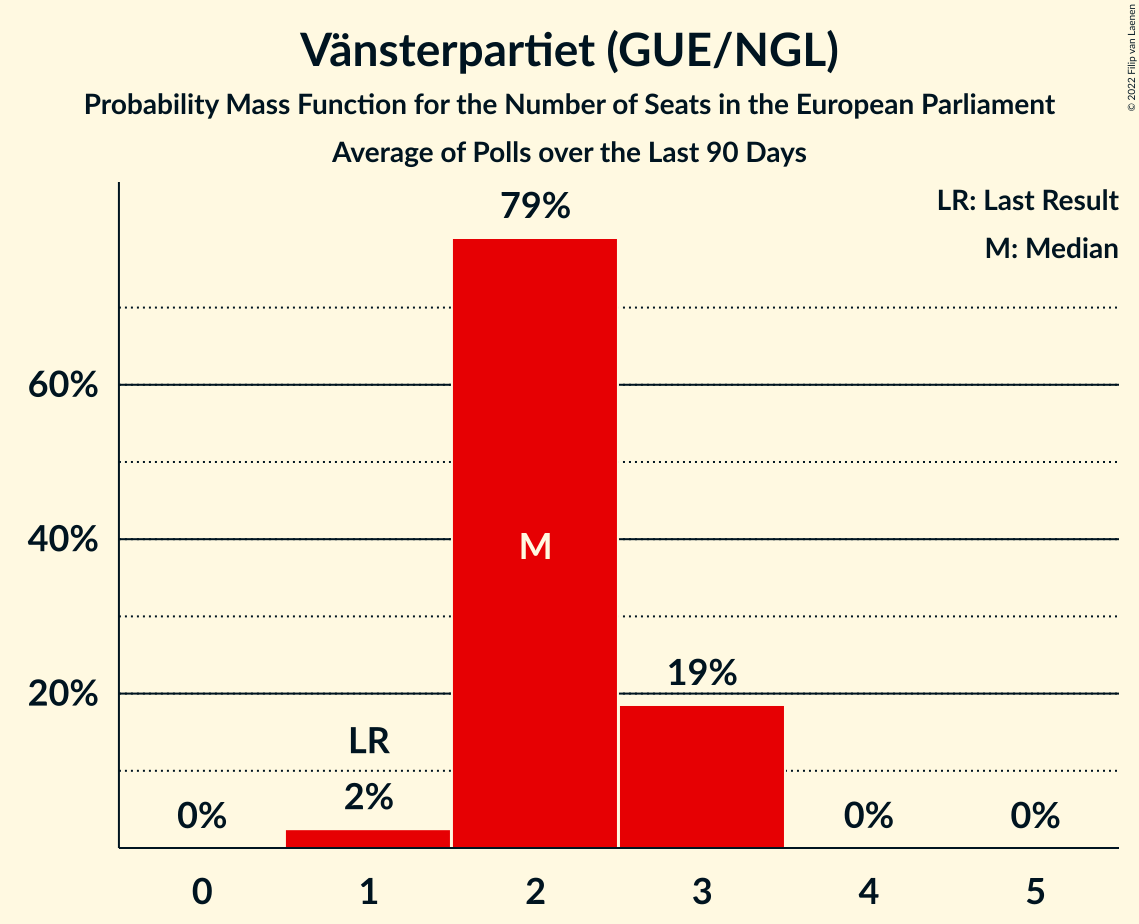 Vänsterpartiet (GUE/NGL)
Probability Mass Function for the Number of Seats in the European Parliament
Average of Polls over the Last 90 Days
© 2022 Filip van Laenen
LR: Last Result
M: Median
79%
60%
40%
M
19%
20%
LR
2%
0%
0%
0%
0 1 2 3 4 5